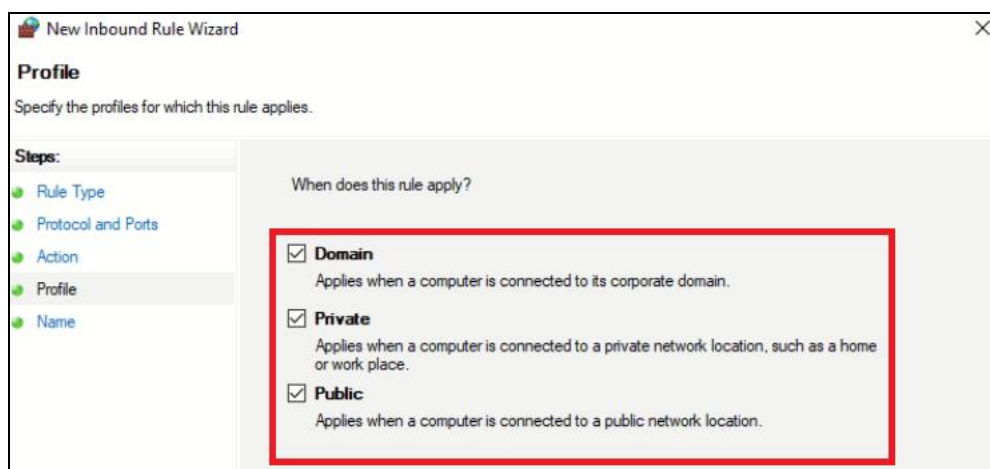 New Inbound Rule Wizard
Profile
Specify the profiles for which this rule applies.
Steps:
Rule Type
Protocol and Ports
Action
Profile
Name
When does this rule apply?
Domain
Applies when a computer is connected to its corporate domain.
Private
Applies when a computer is connected to a private network location, such as a home
or work place.
Public
Applies when a computer is connected to a public network location.